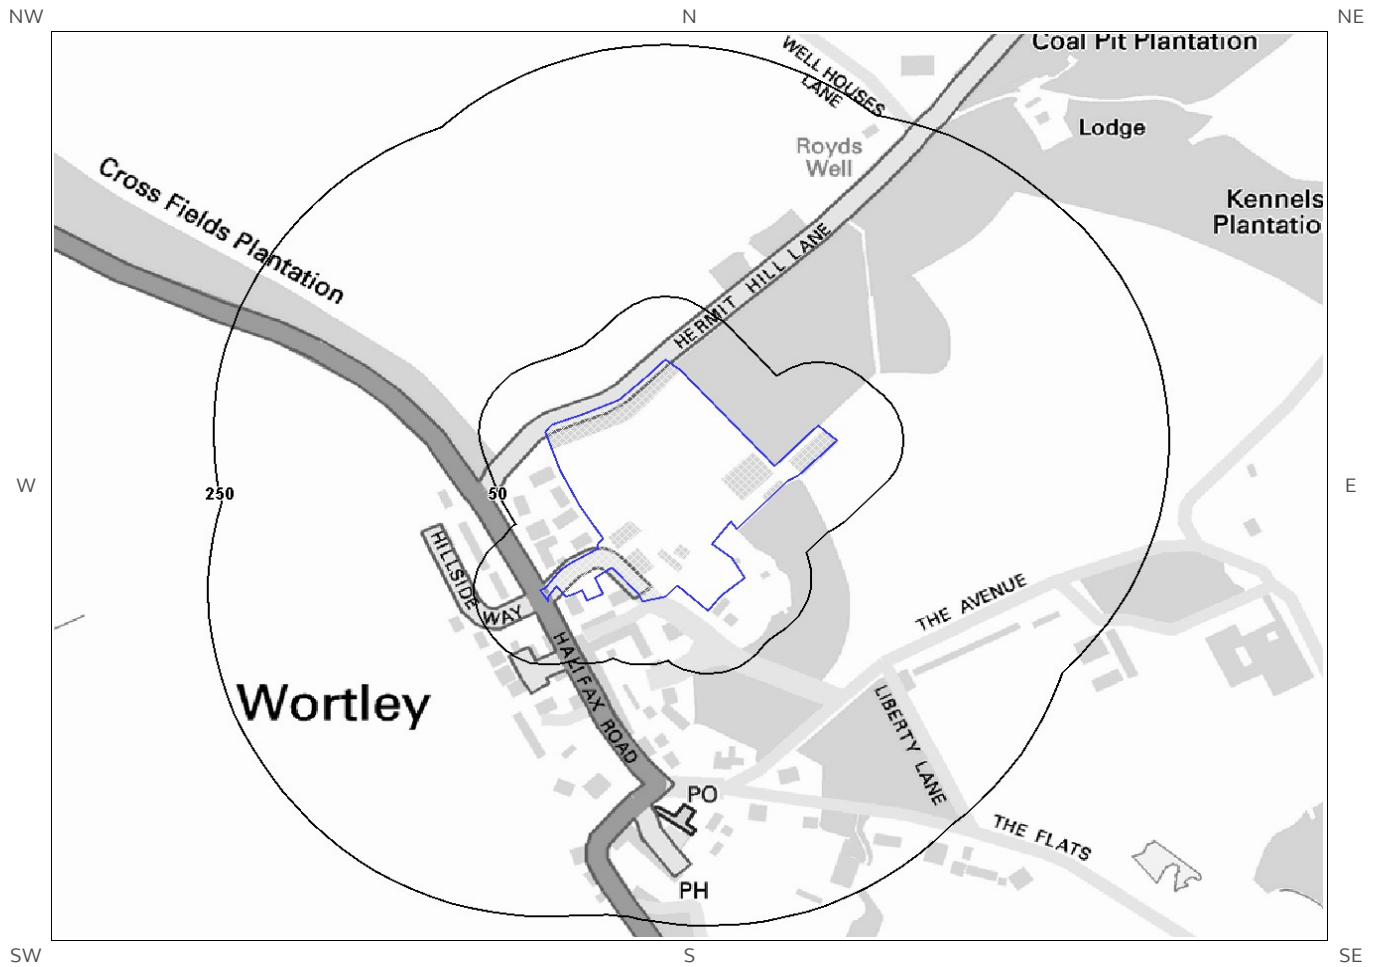 NW
N
NE
Coal Pit Plantation
WELL HOUSES
LANE
Lodge
Royds
Well
Cross Fields Plantation
Kennels
Plantatio
HERMIT HILL LANE
W
E
250
50
HILLSIDE WAY
THE AVENUE
HALIFAX ROAD
Wortley
LIBERTY LANE
PO
THE FLATS
PH
SW
S
SE